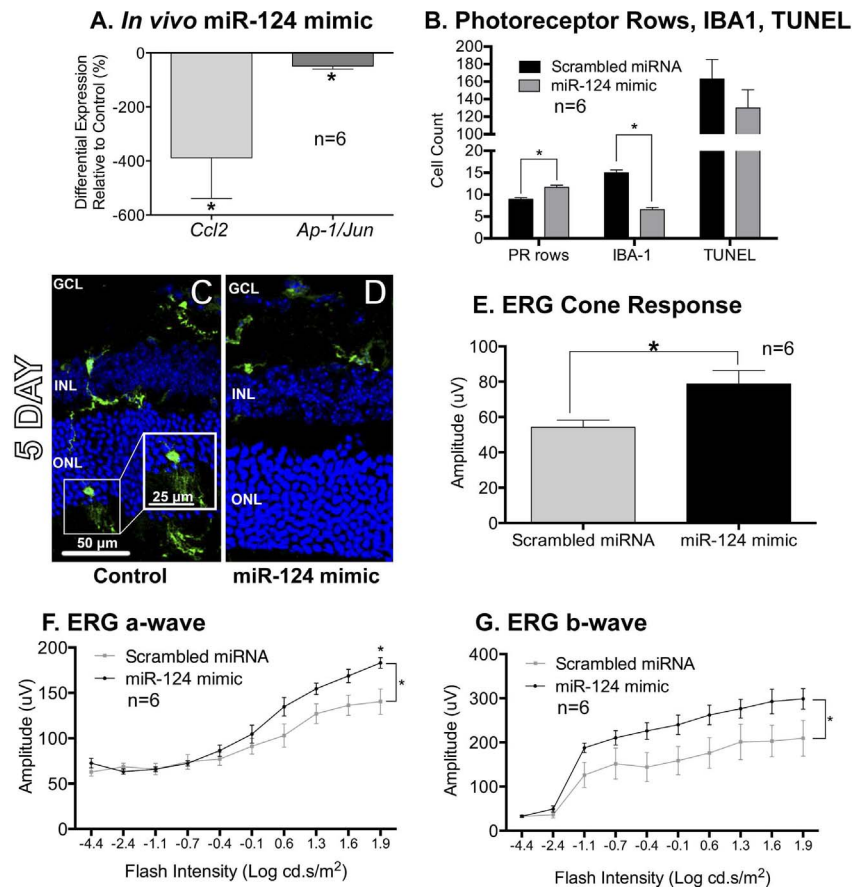 A. In vivo miR-124 mimic
Differential Expression
Relative to Control (%)
0
-200
-400
-600
*
*
n=6
Ccl2
Ap-1/Jun
B. Photoreceptor Rows, IBA1, TUNEL
Cell Count
200
180
160
140
120
100
20
15
10
5
0
Scrambled miRNA
miR-124 mimic
n=6
*
*
PR rows
IBA-1
TUNEL
5 DAY
GCL
C
INL
ONL
25 µm
50 µm
Control
GCL
D
INL
ONL
miR-124 mimic
E. ERG Cone Response
Amplitude (uV)
100
80
60
40
20
0
*
n=6
Scrambled miRNA
miR-124 mimic
F. ERG a-wave
Amplitude (uV)
200
150
100
50
0
Scrambled miRNA
miR-124 mimic
n=6
*
*
-4.4 -2.4 -1.1 -0.7 -0.4 -0.1 0.6 1.3 1.6 1.9
Flash Intensity (Log cd.s/m²)
G. ERG b-wave
Amplitude (uV)
400
300
200
100
0
Scrambled miRNA
miR-124 mimic
n=6
*
-4.4 -2.4 -1.1 -0.7 -0.4 -0.1 0.6 1.3 1.6 1.9
Flash Intensity (Log cd.s/m²)